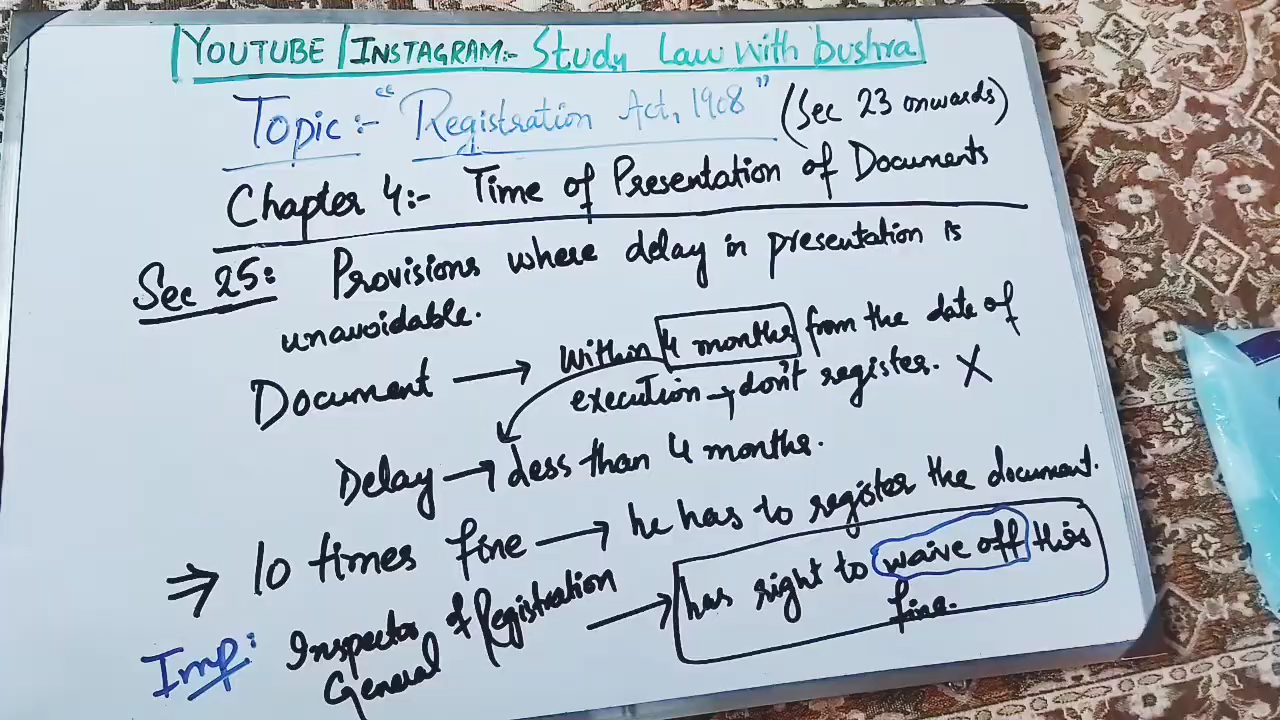 YOUTUBE | INSTAGRAM:- Study Law with bushra
Topic:- "Registration Act, 1908" (Sec 23 onwards)
Chapter 4:- Time of Presentation of Documents
Sec 25: Provisions where delay in presentation is
unavoidable.
Document → Within 4 months from the date of
execution → don't register. X
Delay → Less than 4 months.
⇒ 10 times fine → he has to register the document.
Imp: Inspector General of Registration → has right to waive off this
fine.